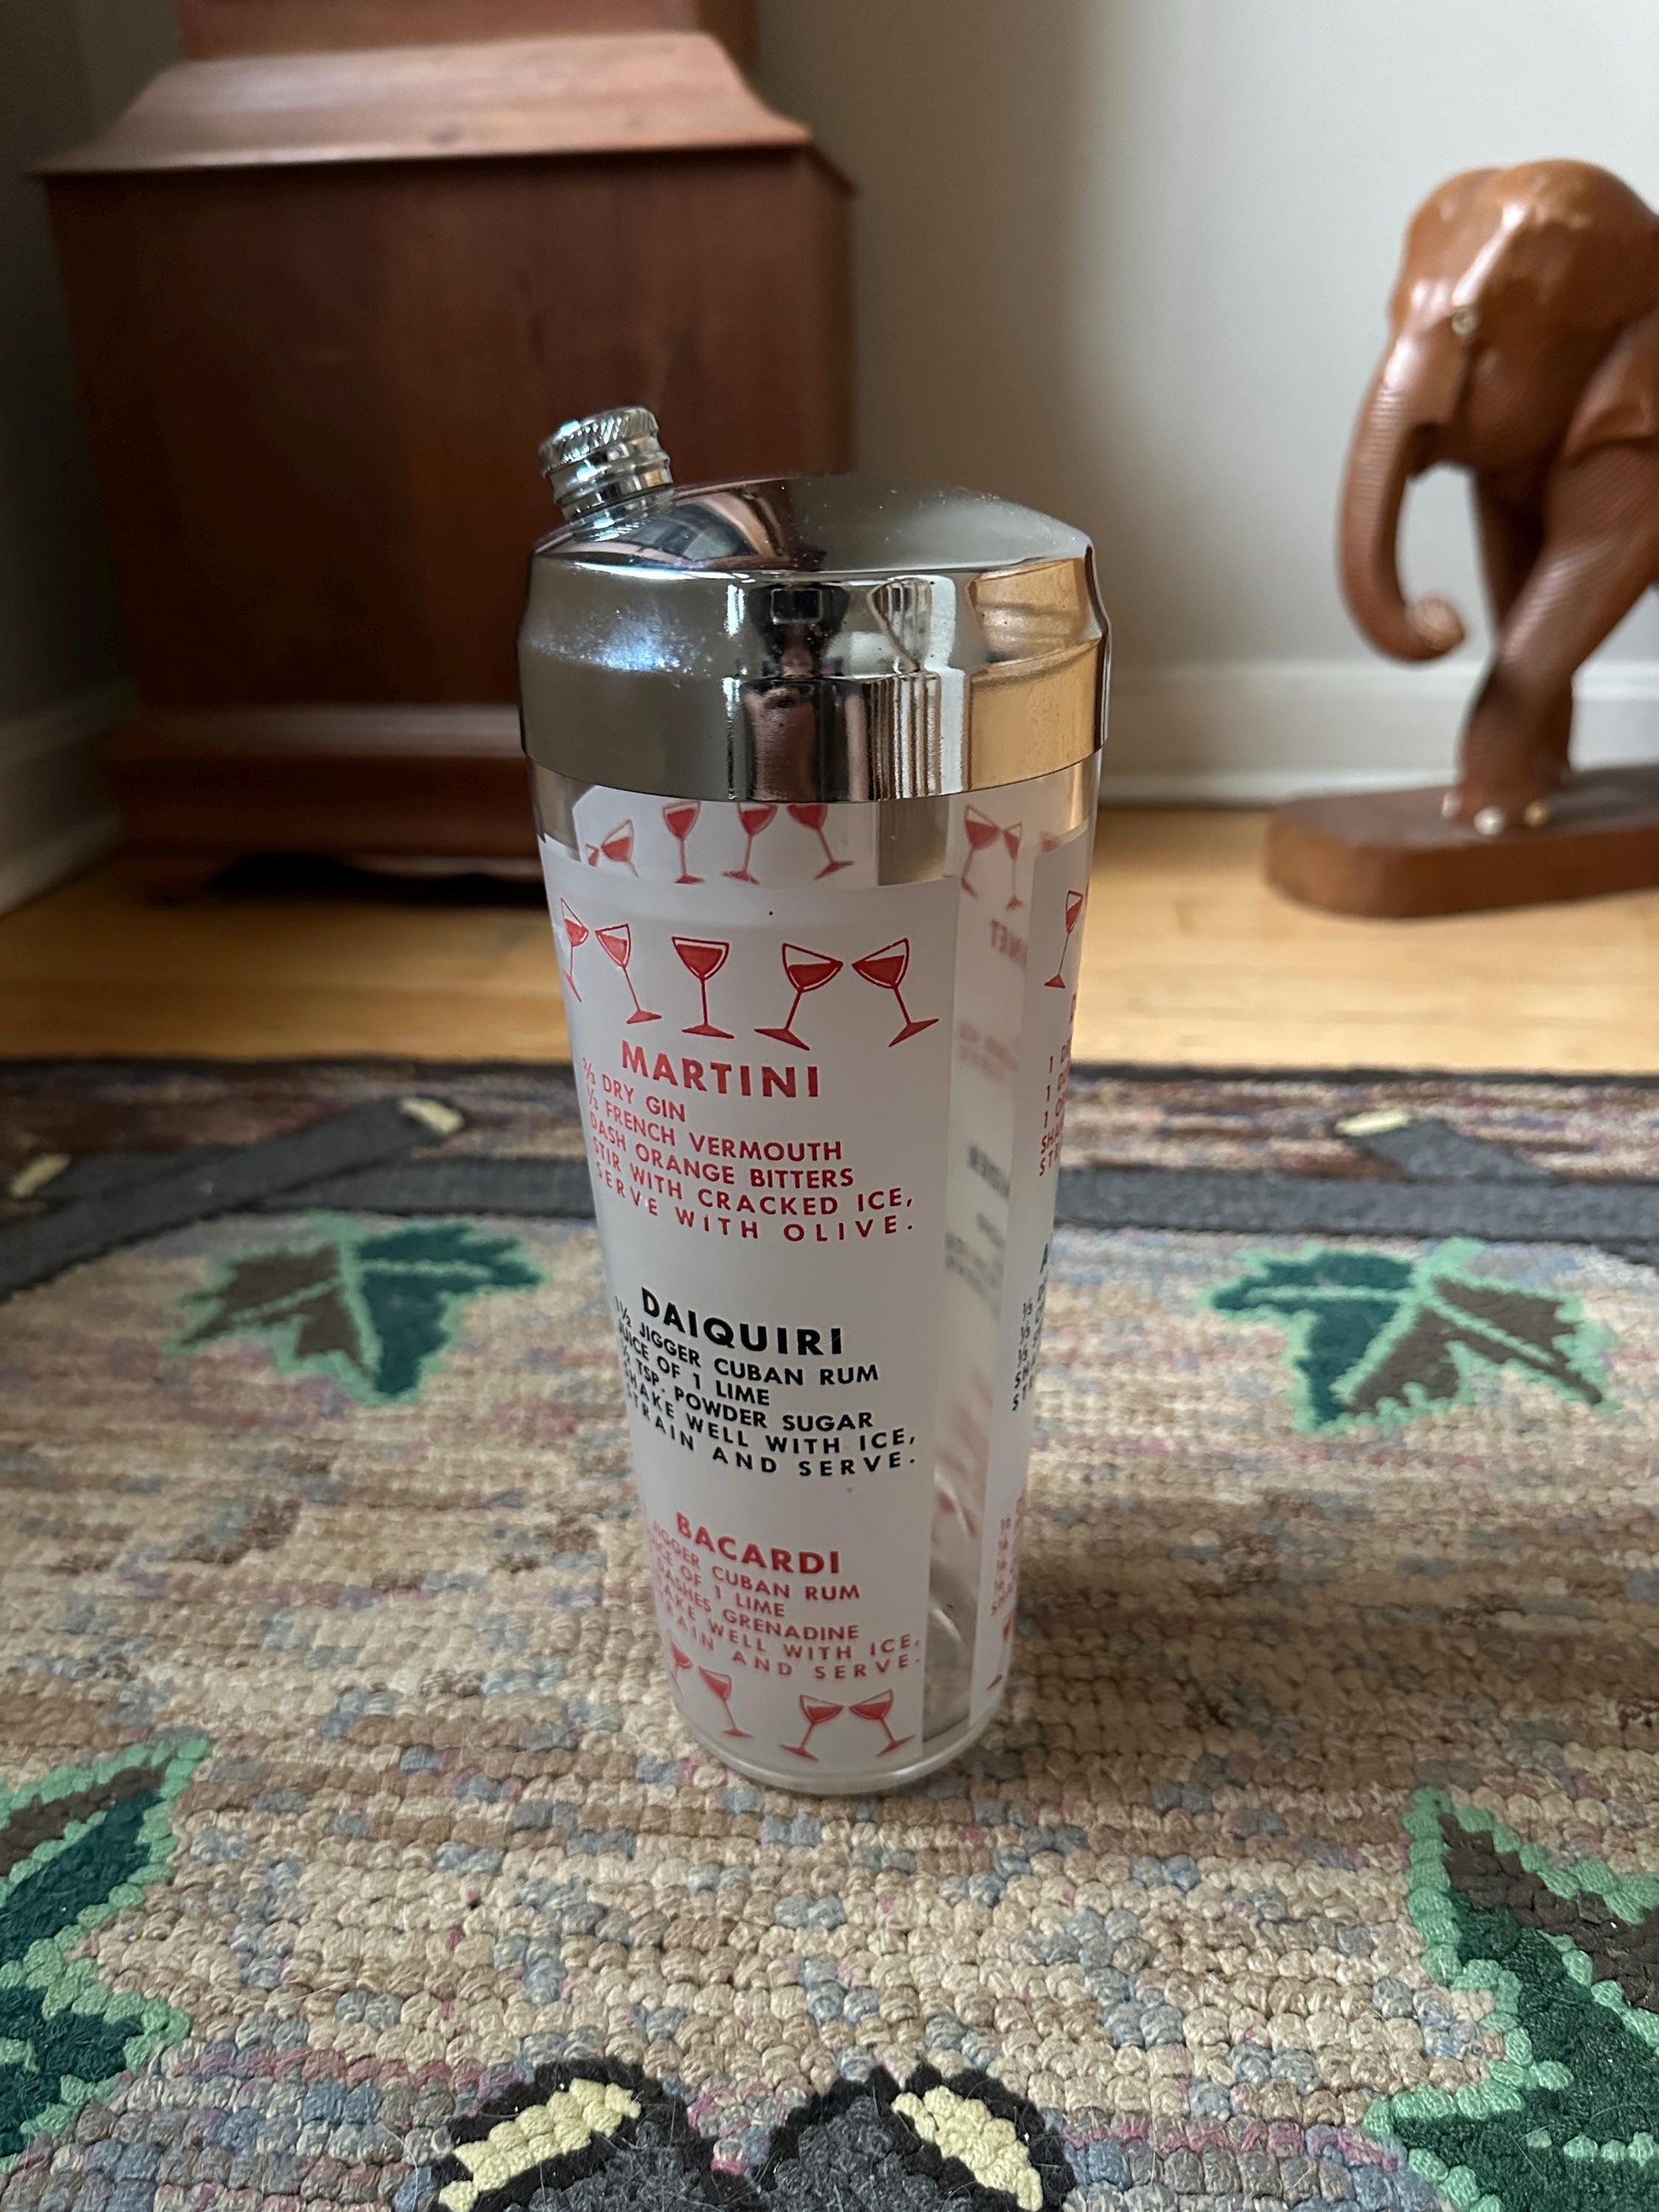 MARTINI
⅔ DRY GIN
⅓ FRENCH VERMOUTH
DASH ORANGE BITTERS
STIR WITH CRACKED ICE,
SERVE WITH OLIVE.
DAIQUIRI
1½ JIGGER CUBAN RUM
JUICE OF 1 LIME
TSP. POWDER SUGAR
SHAKE WELL WITH ICE,
STRAIN AND SERVE.
BACARDI
JIGGER CUBAN RUM
JUICE OF 1 LIME
DASHES GRENADINE
SHAKE WELL WITH ICE,
STRAIN AND SERVE.